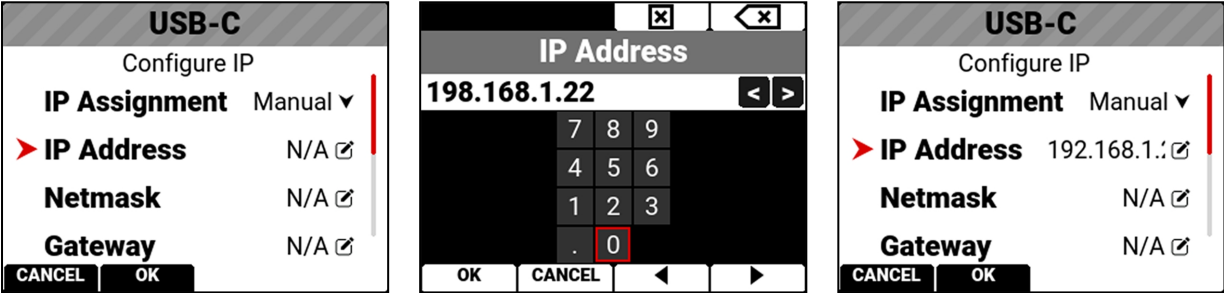 USB-C
Configure IP
IP Assignment Manual
IP Address N/A
Netmask N/A
Gateway N/A
CANCEL OK
IP Address
198.168.1.22
< >
7 8 9
4 5 6
1 2 3
. 0
OK CANCEL
USB-C
Configure IP
IP Assignment Manual
IP Address 192.168.1.
Netmask N/A
Gateway N/A
CANCEL OK